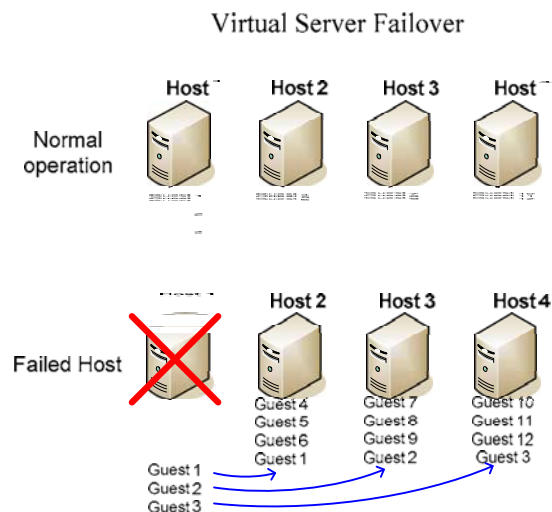 Virtual Server Failover
Host
Host 2
Host 3
Host
Normal
operation
Host 2
Host 3
Host 4
Failed Host
Guest 4
Guest 5
Guest 6
Guest 1
Guest 7
Guest 8
Guest 9
Guest 2
Guest 10
Guest 11
Guest 12
Guest 3
Guest 1
Guest 2
Guest 3